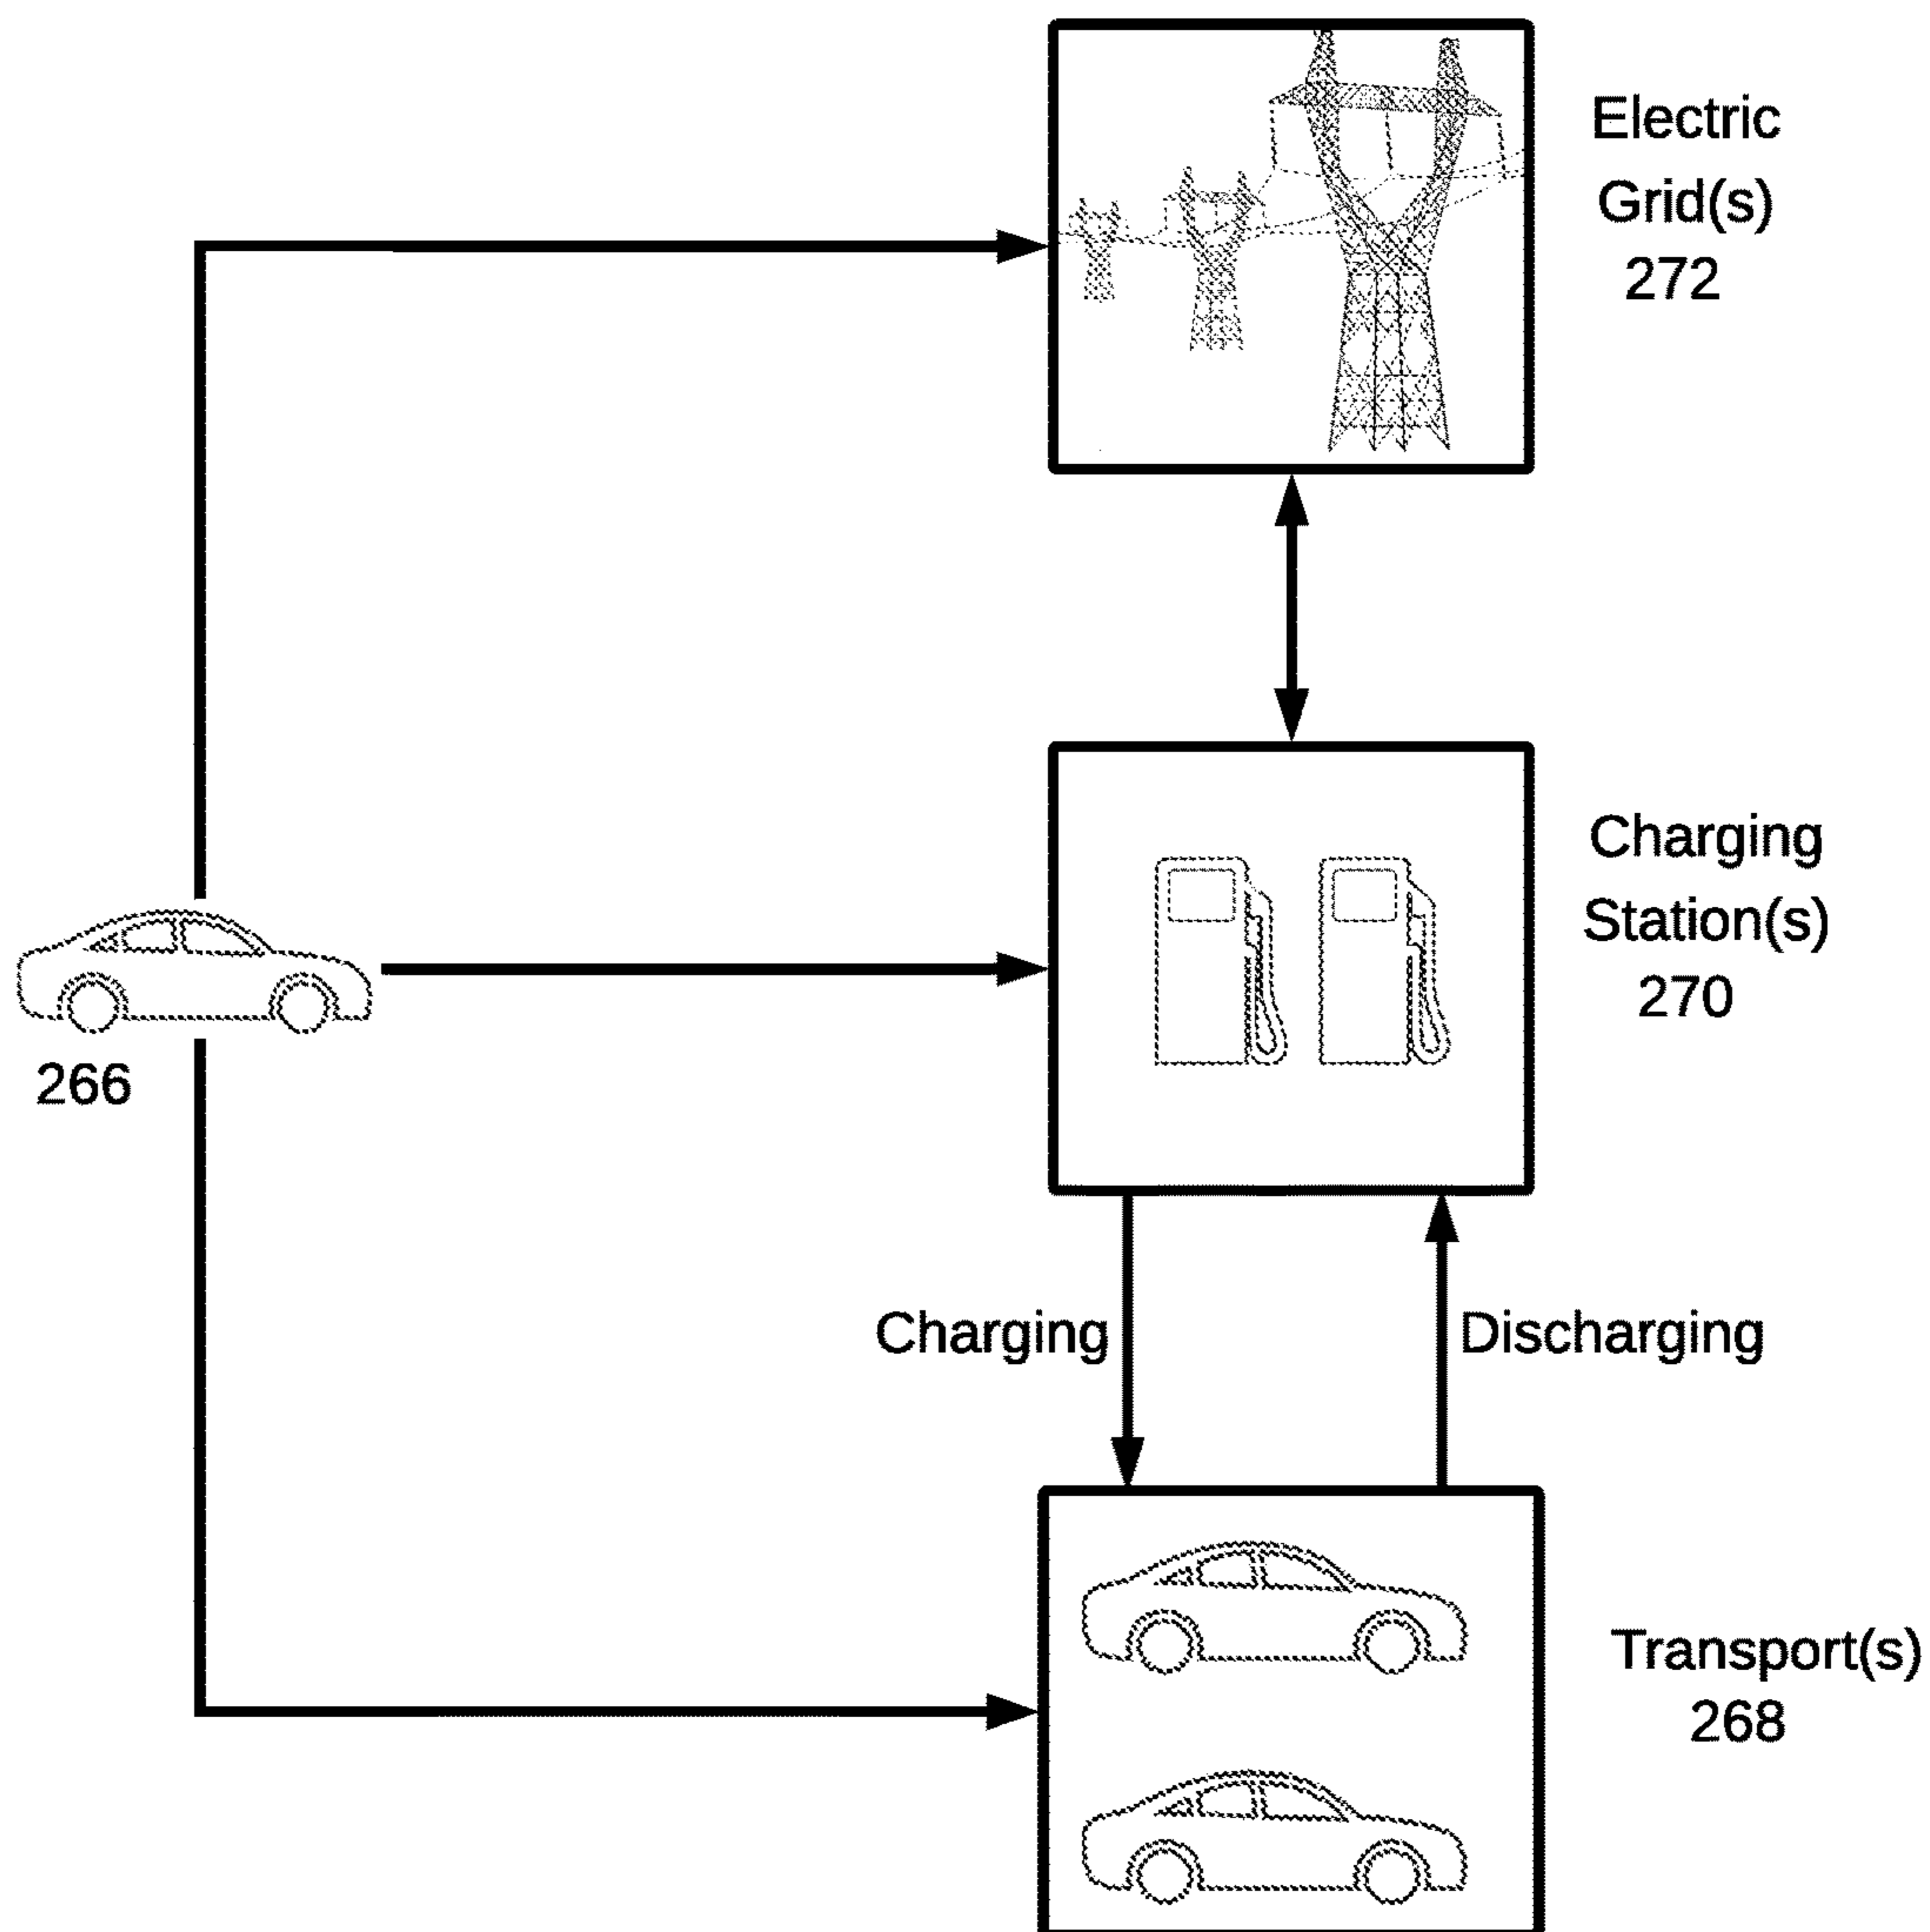 Electric
Grid(s)
272
Charging
Station(s)
270
266
Charging
Discharging
Transport(s)
268